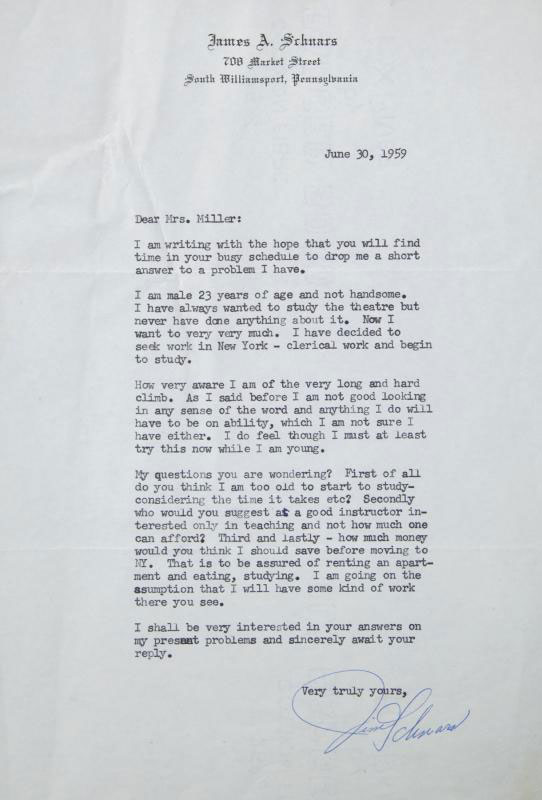 James A. Schnars
708 Market Street
South Williamsport, Pennsylvania
June 30, 1959
Dear Mrs. Miller:
I am writing with the hope that you will find
time in your busy schedule to drop me a short
answer to a problem I have.
I am male 23 years of age and not handsome.
I have always wanted to study the theatre but
never have done anything about it. Now I
want to very very much. I have decided to
seek work in New York - clerical work and begin
to study.
How very aware I am of the very long and hard
climb. As I said before I am not good looking
in any sense of the word and anything I do will
have to be on ability, which I am not sure I
have either. I do feel though I must at least
try this now while I am young.
My questions you are wondering? First of all
do you think I am too old to start to study-
considering the time it takes etc? Secondly
who would you suggest as a good instructor in-
terested only in teaching and not how much one
can afford? Third and lastly - how much money
would you think I should save before moving to
NY. That is to be assured of renting an apart-
ment and eating, studying. I am going on the
asumption that I will have some kind of work
there you see.
I shall be very interested in your answers on
my present problems and sincerely await your
reply.
Very truly yours,
Jim Schnars